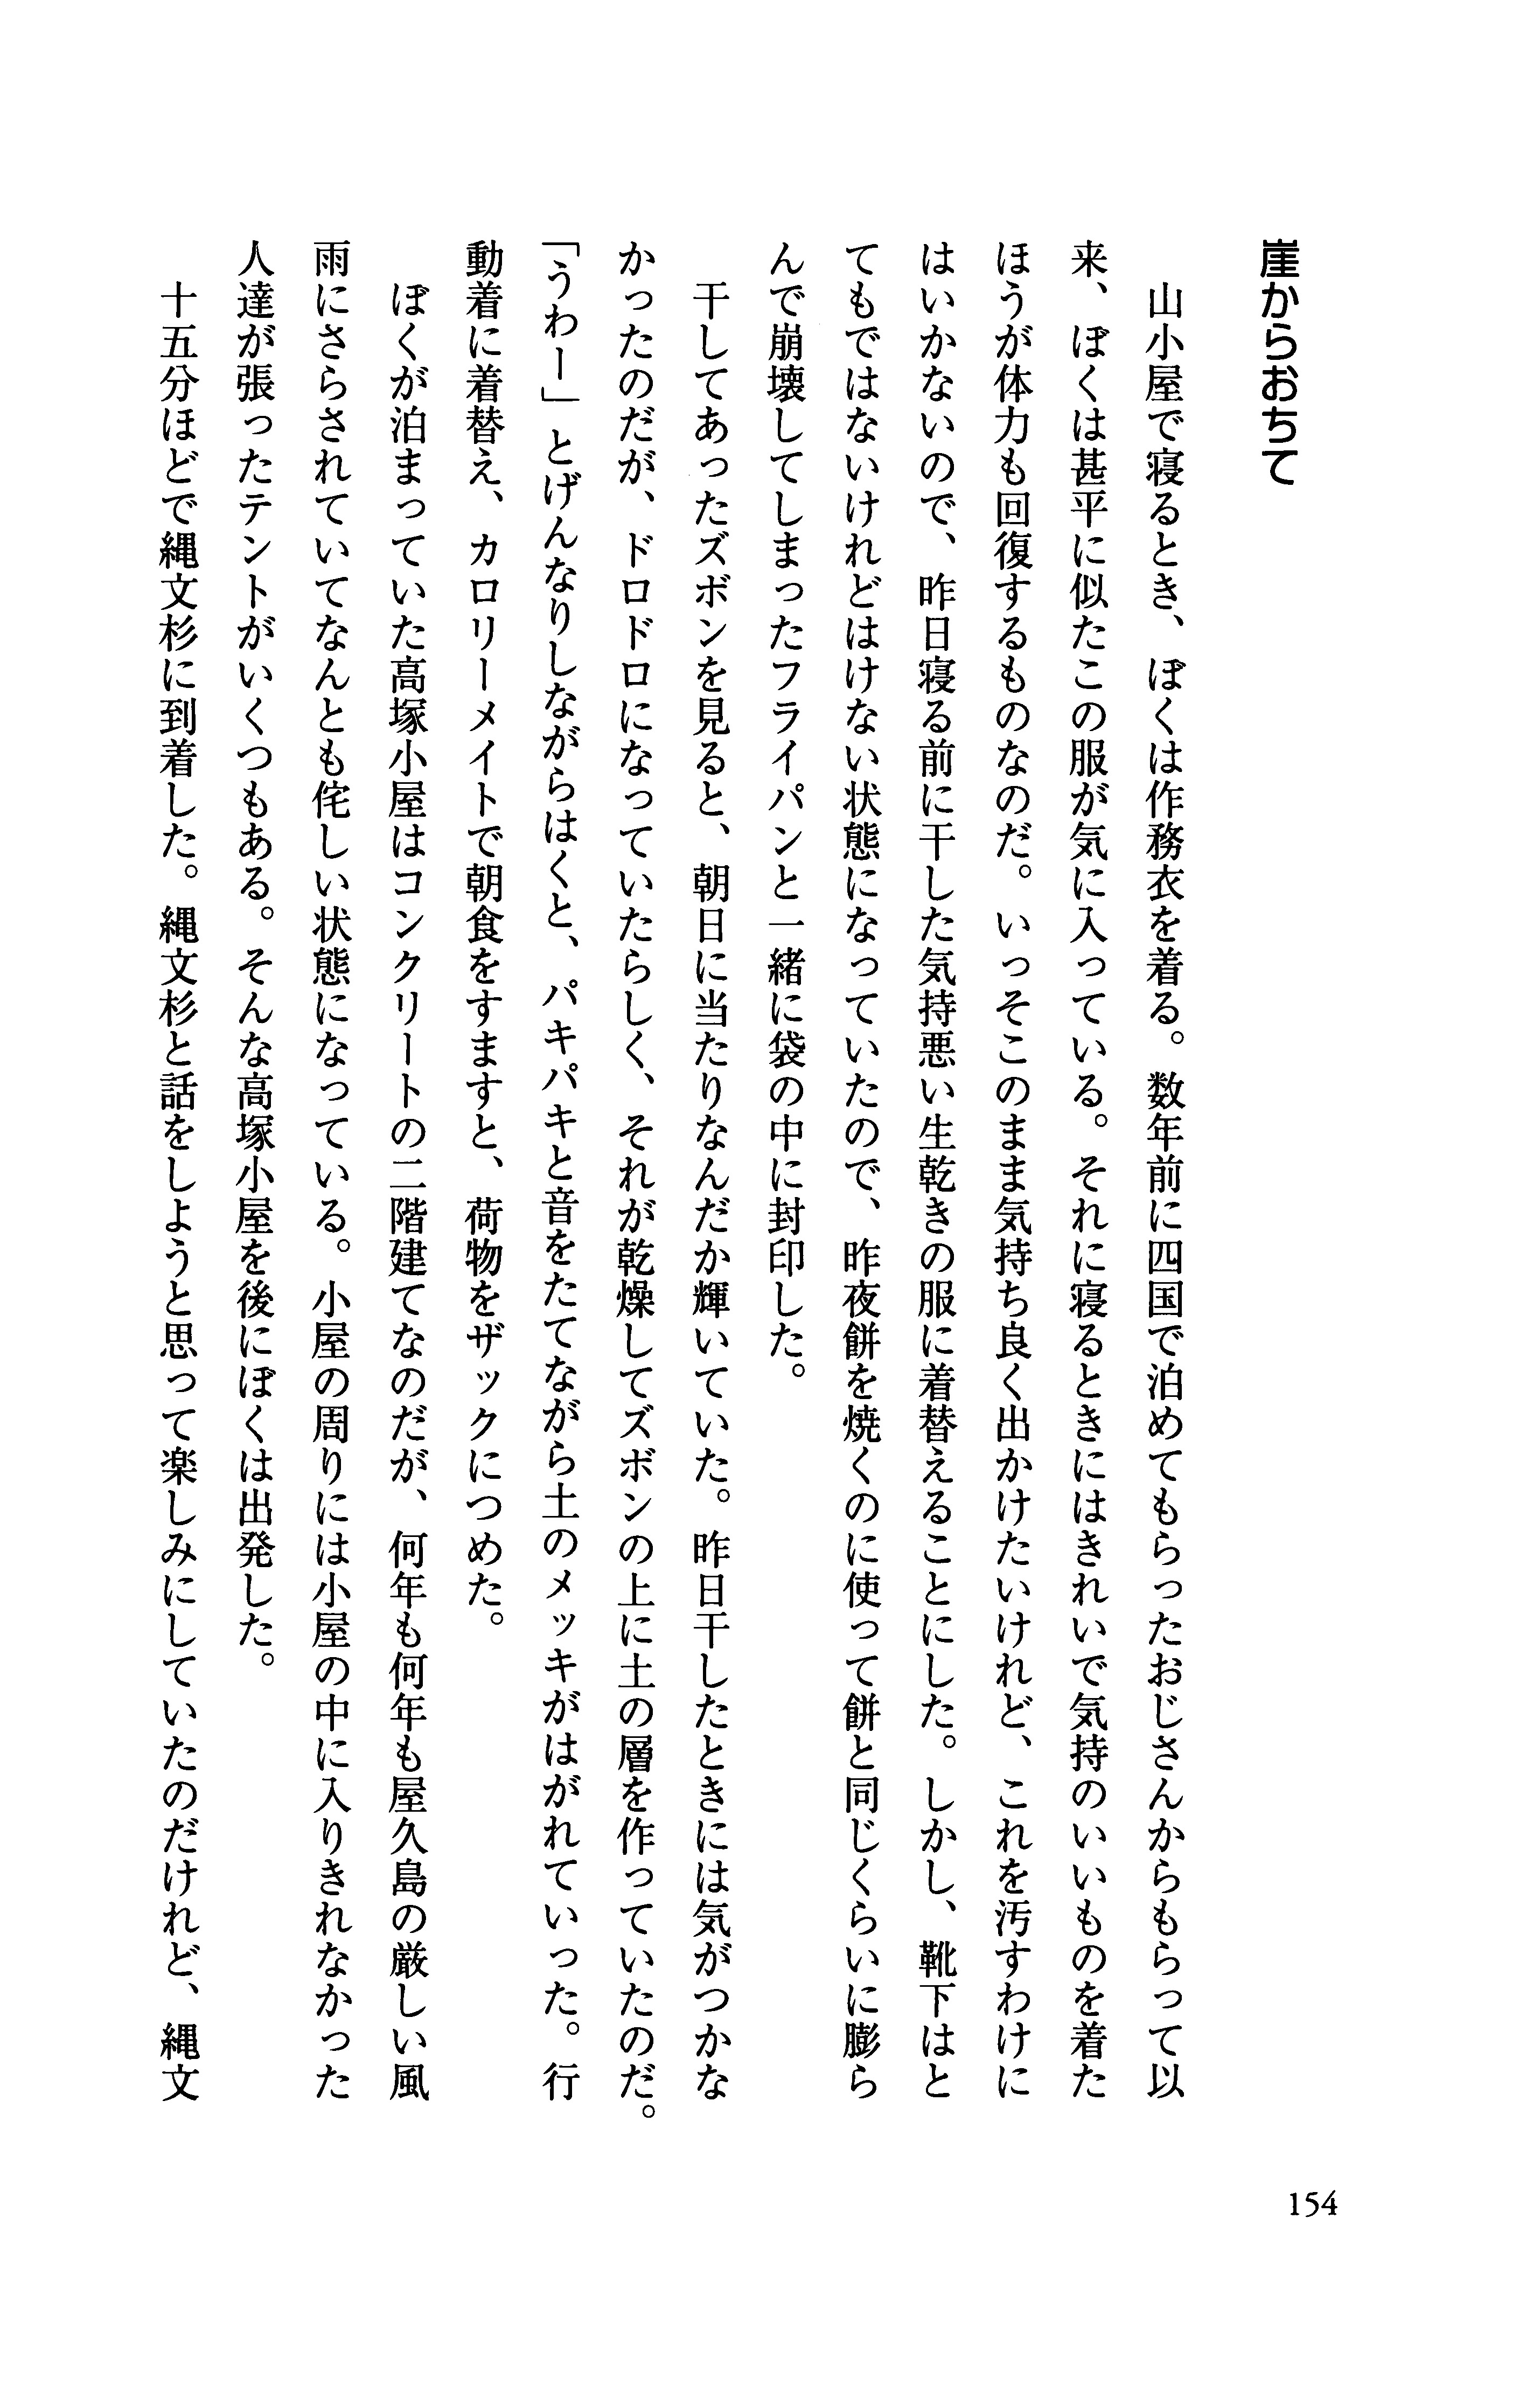 崖からおちて
　山小屋で寝るとき、ぼくは作務衣を着る。数年前に四国で泊めてもらったおじさんからもらって以
来、ぼくは甚平に似たこの服が気に入っている。それに寝るときにはきれいで気持のいいものを着た
ほうが体力も回復するものなのだ。いっそこのまま気持ち良く出かけたいけれど、これを汚すわけに
はいかないので、昨日寝る前に干した気持悪い生乾きの服に着替えることにした。しかし、靴下はと
てもではないけれどはけない状態になっていたので、昨夜餅を焼くのに使って餅と同じくらいに膨ら
んで崩壊してしまったフライパンと一緒に袋の中に封印した。
　干してあったズボンを見ると、朝日に当たりなんだか輝いていた。昨日干したときには気がつかな
かったのだが、ドロドロになっていたらしく、それが乾燥してズボンの上に土の層を作っていたのだ。
「うわー」とげんなりしながらはくと、パキパキと音をたてながら土のメッキがはがれていった。行
動着に着替え、カロリーメイトで朝食をすますと、荷物をザックにつめた。
　ぼくが泊まっていた高塚小屋はコンクリートの二階建てなのだが、何年も何年も屋久島の厳しい風
雨にさらされていてなんとも侘しい状態になっている。小屋の周りには小屋の中に入りきれなかった
人達が張ったテントがいくつもある。そんな高塚小屋を後にぼくは出発した。
　十五分ほどで縄文杉に到着した。縄文杉と話をしようと思って楽しみにしていたのだけれど、縄文
154